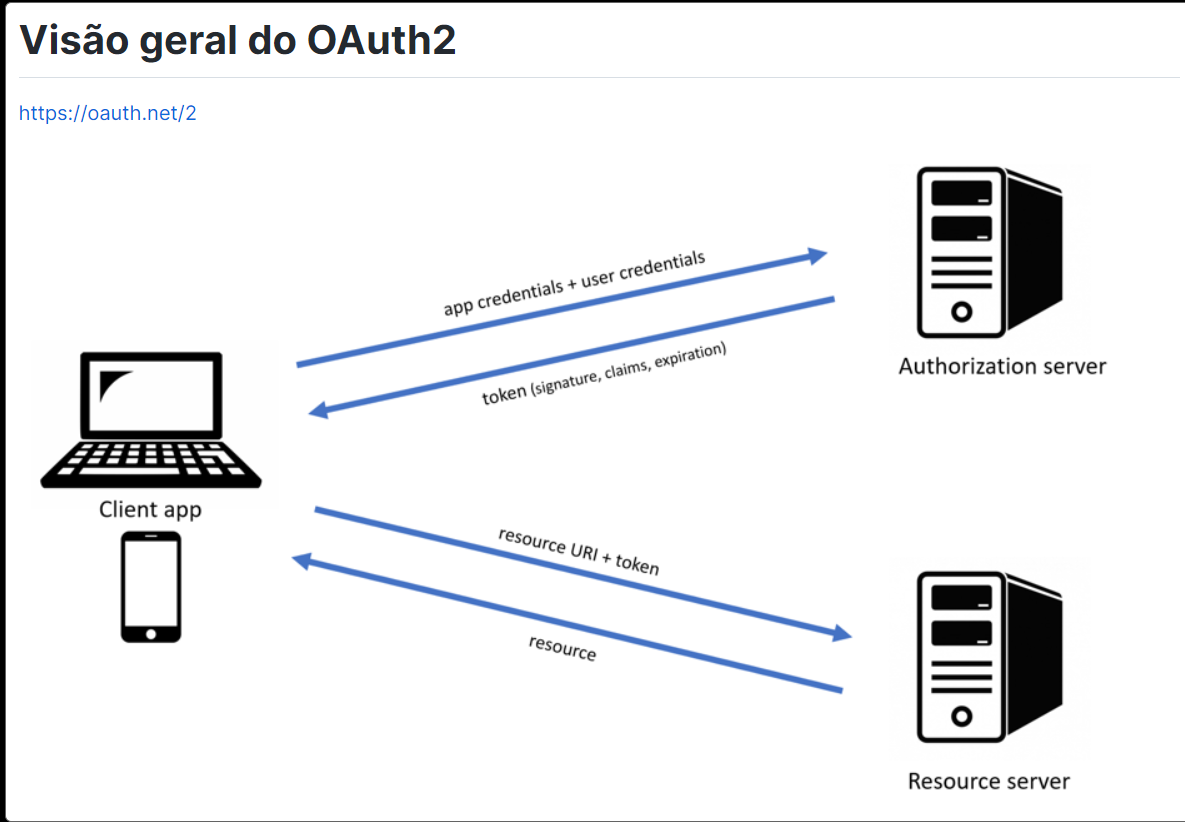 Visão geral do OAuth2
https://oauth.net/2
app credentials + user credentials
token (signature, claims, expiration)
Authorization server
Client app
resource URI + token
resource
Resource server